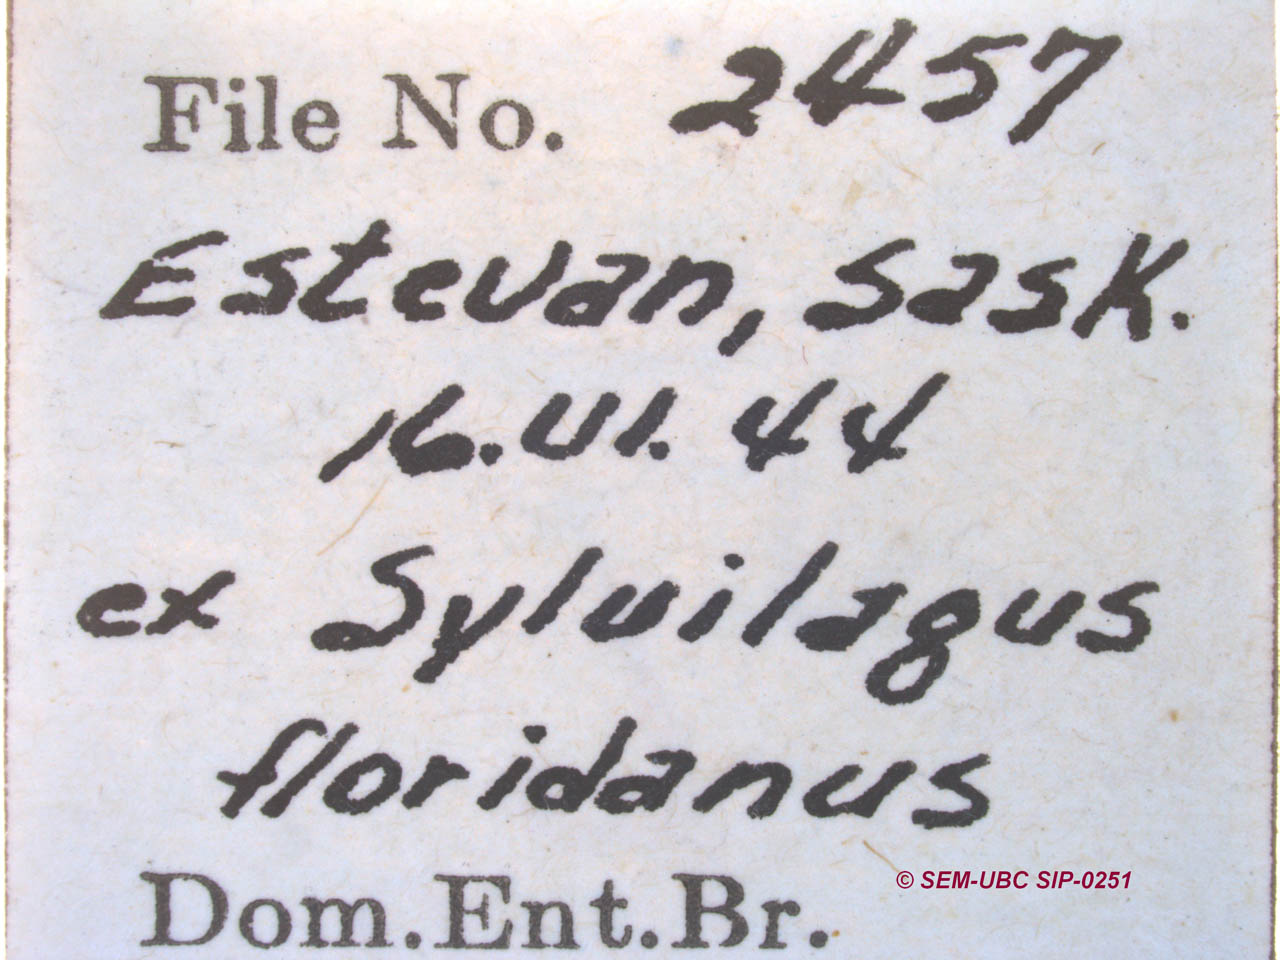 File No. 2457
Estevan, Sask.
16.VI.44
ex Sylvilagus
floridanus
© SEM-UBC SIP-0251
Dom.Ent.Br.